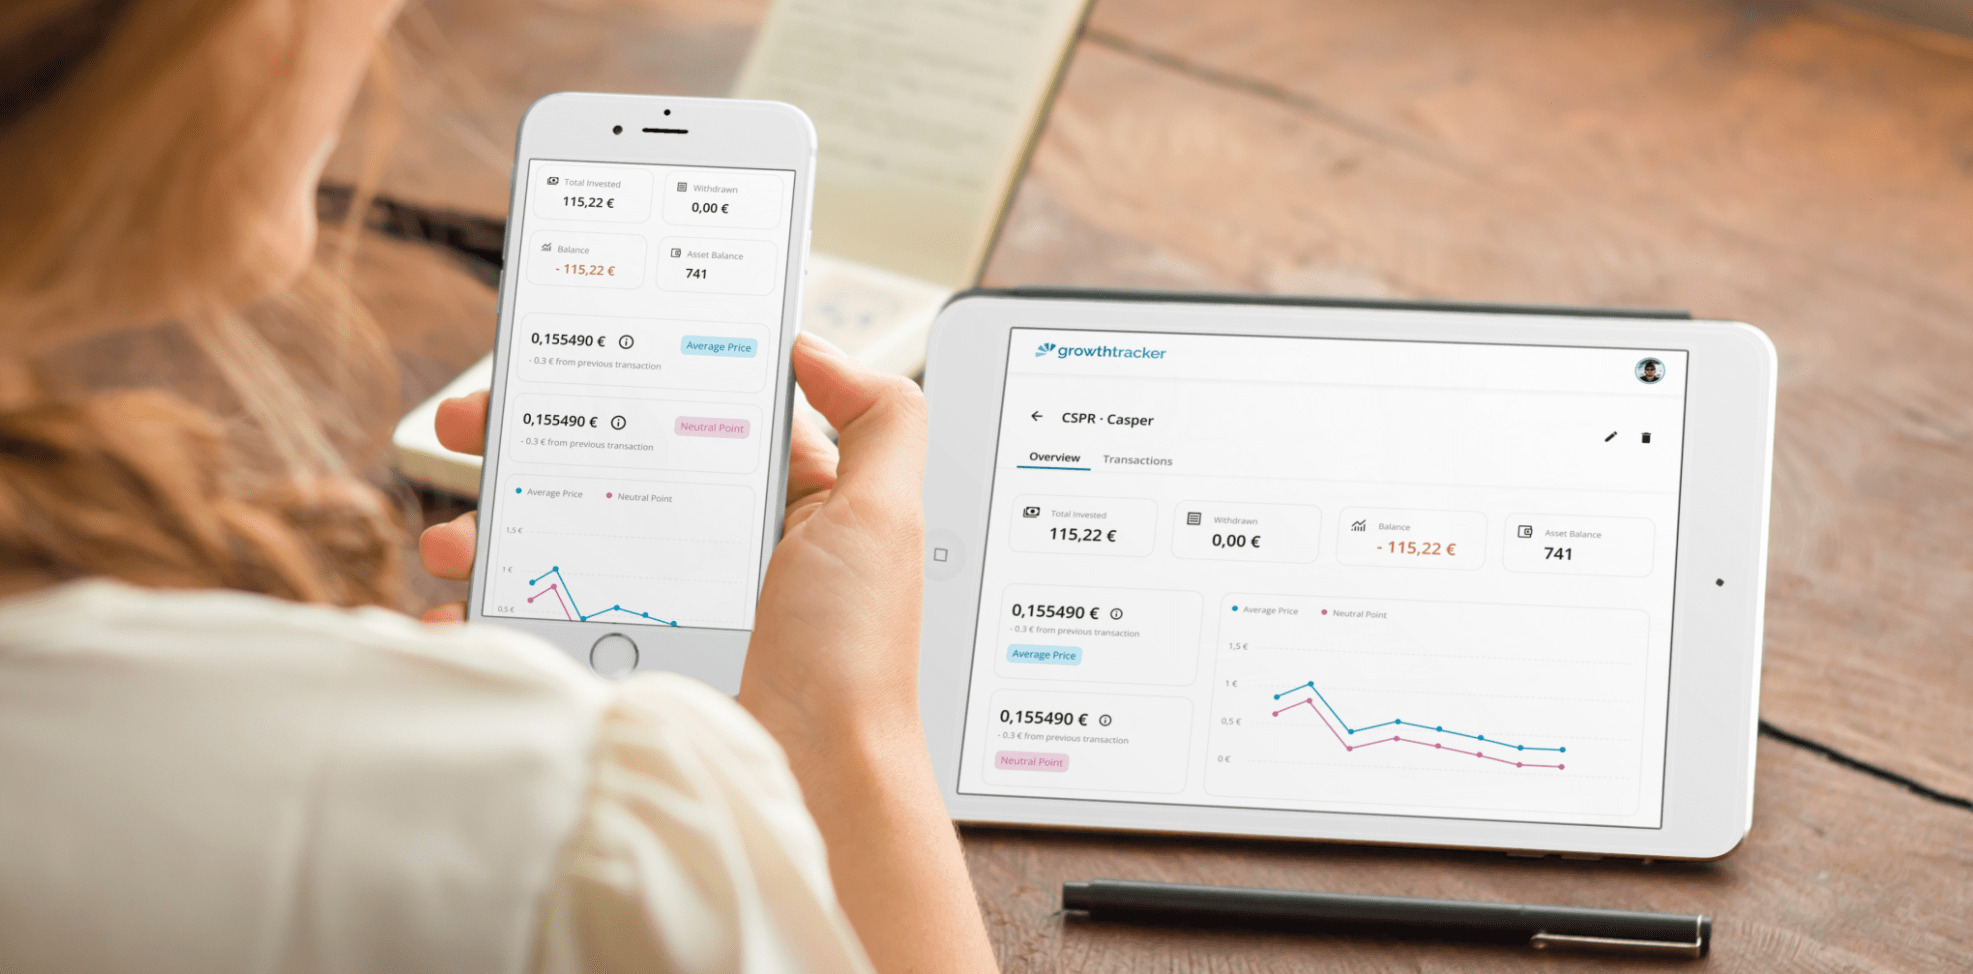 Total Invested
115,22 €
Withdrawn
0,00 €
Balance
- 115,22 €
Asset Balance
741
0,155490 €
Average Price
- 0.3 € from previous transaction
0,155490 €
Neutral Point
- 0.3 € from previous transaction
Average Price
Neutral Point
1,5 €
1 €
0,5 €
growthtracker
CSPR · Casper
Overview
Transactions
Total Invested
115,22 €
Withdrawn
0,00 €
Balance
- 115,22 €
Asset Balance
741
0,155490 €
- 0.3 € from previous transaction
Average Price
0,155490 €
- 0.3 € from previous transaction
Neutral Point
Average Price
Neutral Point
1,5 €
1 €
0,5 €
0 €